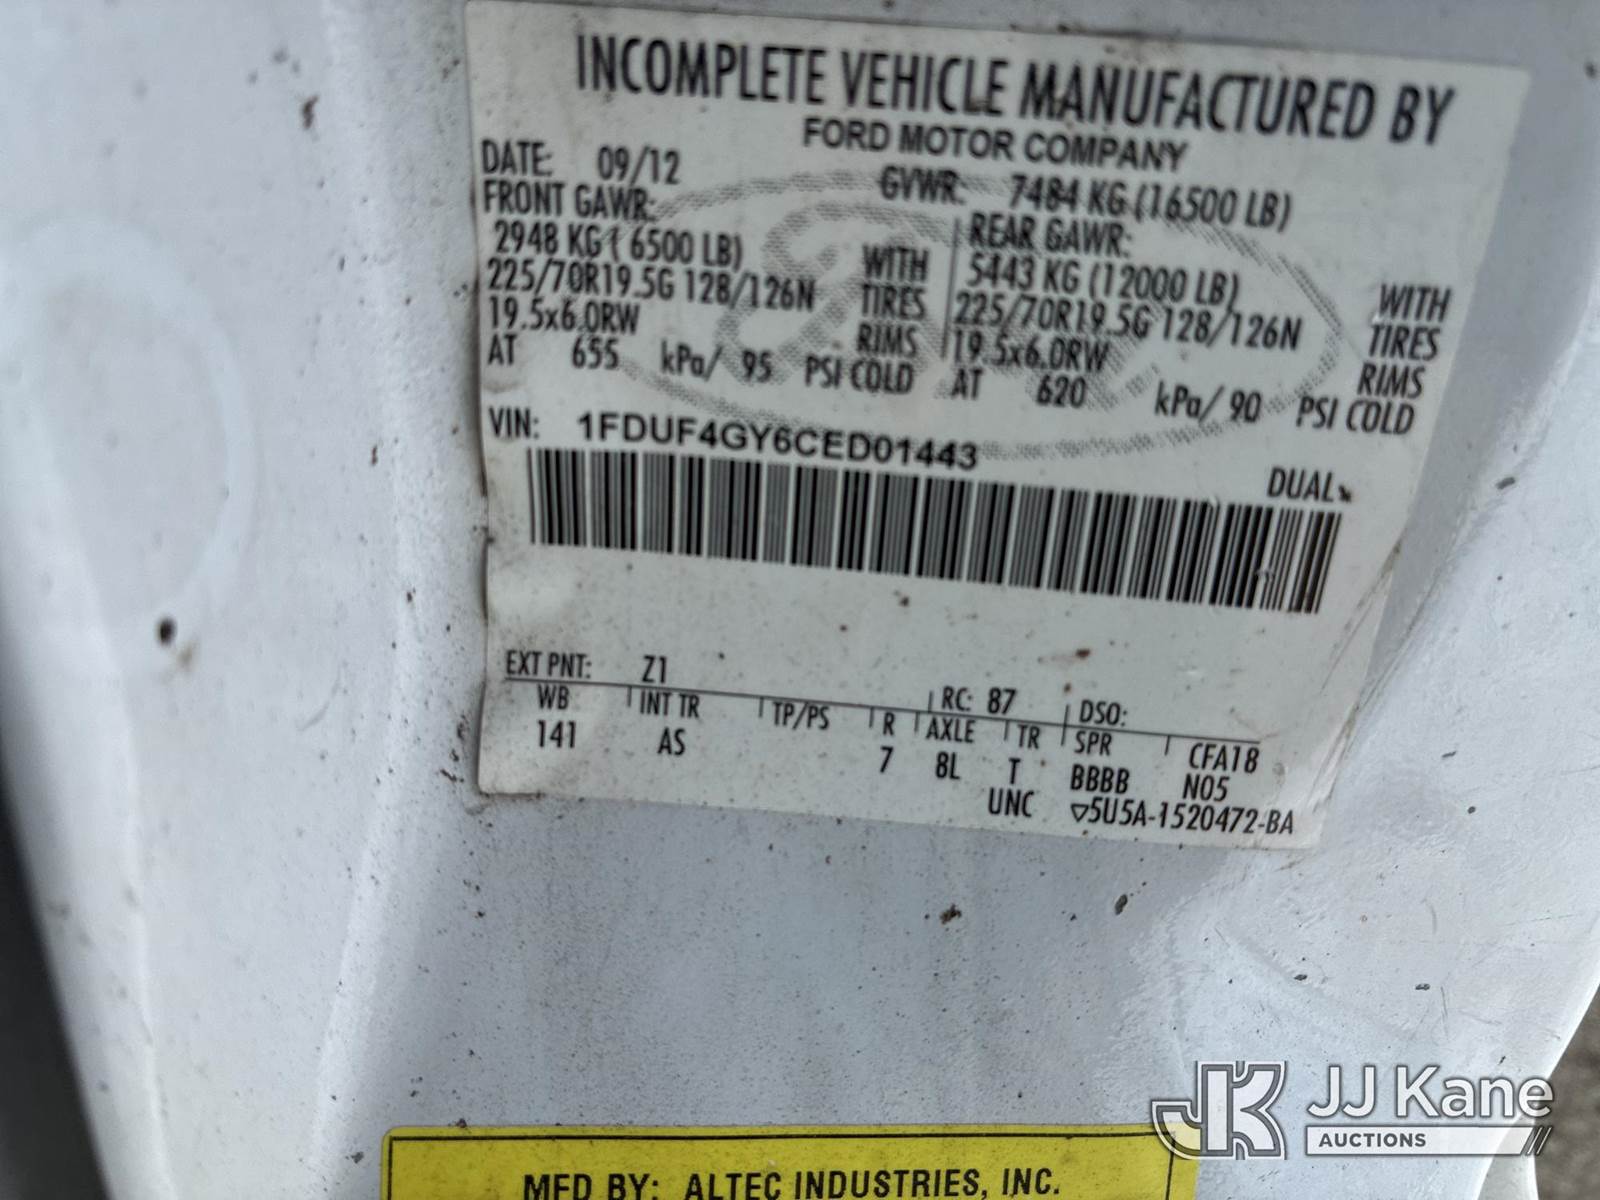 INCOMPLETE VEHICLE MANUFACTURED BY
FORD MOTOR COMPANY
DATE: 09/12 GVWR: 7484 KG (16500 LB)
FRONT GAWR: REAR GAWR:
2948 KG ( 6500 LB) WITH 5443 KG (12000 LB) WITH
225/70R19.5G 128/126N TIRES 225/70R19.5G 128/126N TIRES
19.5x6.0RW RIMS 19.5x6.0RW RIMS
AT 655 kPa/ 95 PSI COLD AT 620 kPa/ 90 PSI COLD
VIN: 1FDUF4GY6CED01443
DUAL
EXT PNT: Z1 RC: 87 DSO:
WB INT TR TP/PS R AXLE TR SPR CFA18
141 AS 7 8L T BBBB N05
UNC ▽5U5A-1520472-BA
MFD BY: ALTEC INDUSTRIES, INC.
JK JJ Kane
AUCTIONS